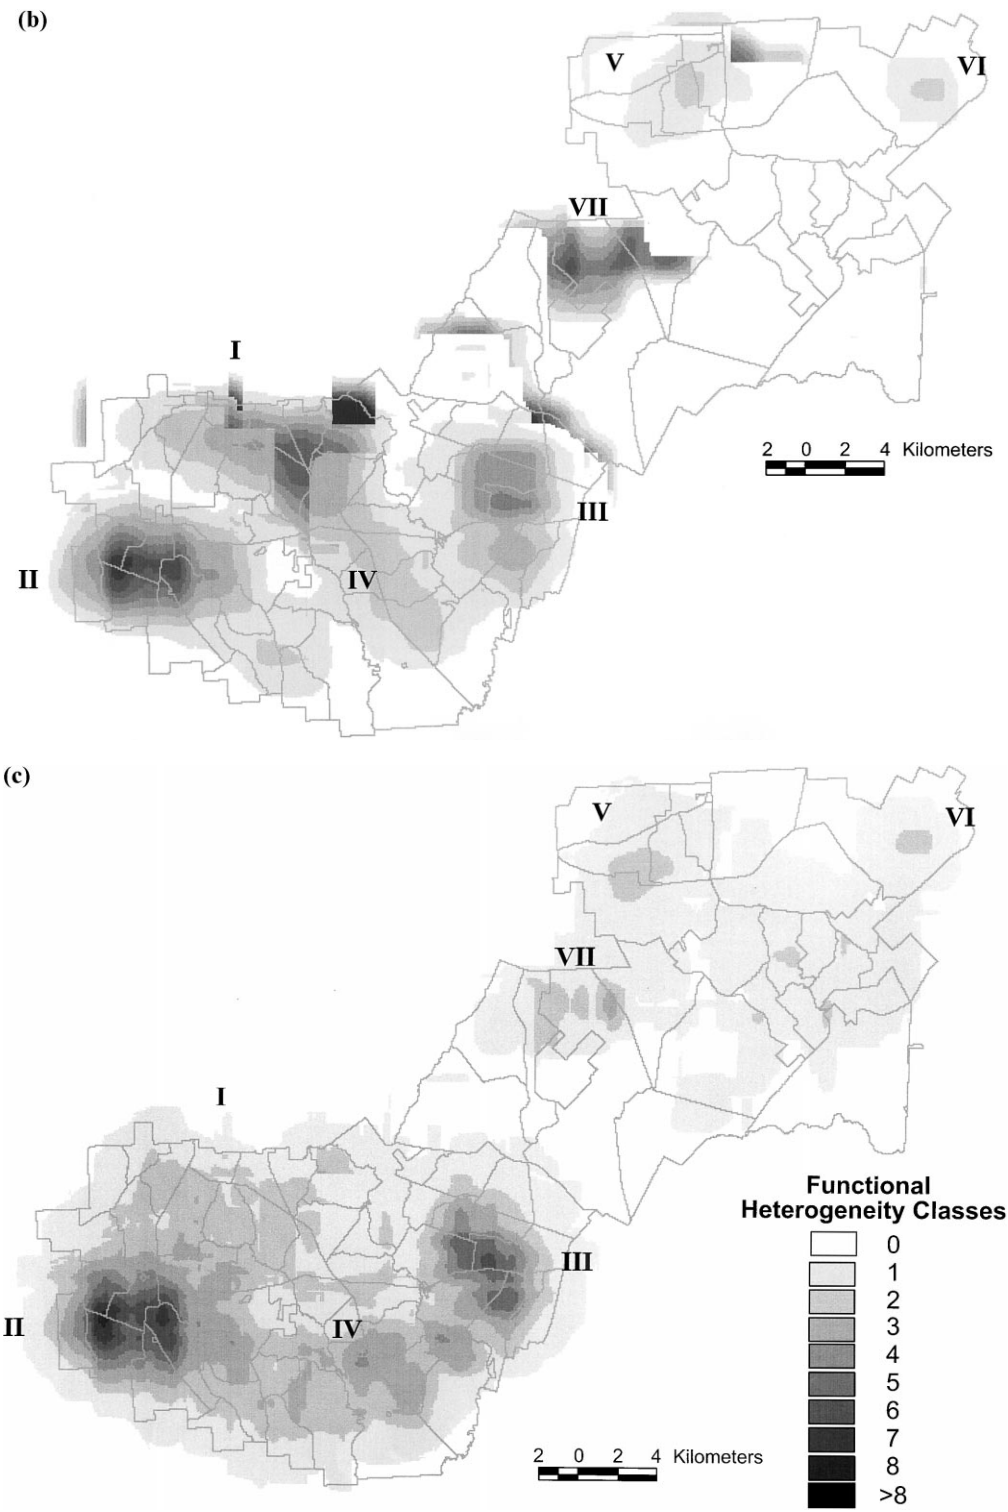 (b)
V
VI
VII
I
2 0 2 4 Kilometers
III
II
IV
(c)
V
VI
VII
I
Functional
Heterogeneity Classes
0
1
III
2
II
IV
3
4
5
6
2 0 2 4 Kilometers
7
8
>8